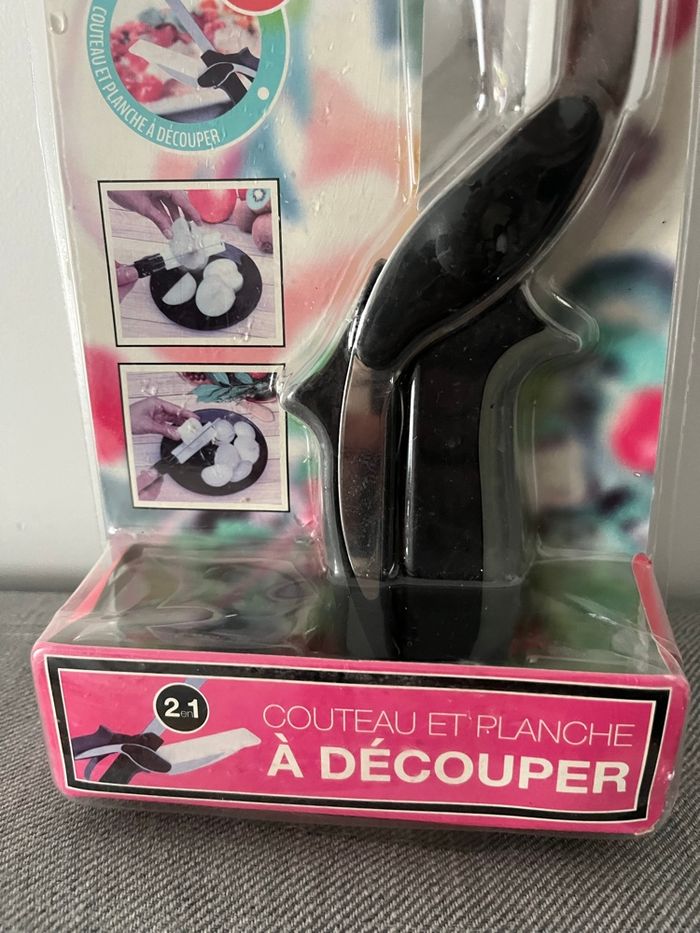 COUTEAU ET PLANCHE À DÉCOUPER
2en1
COUTEAU ET PLANCHE
À DÉCOUPER